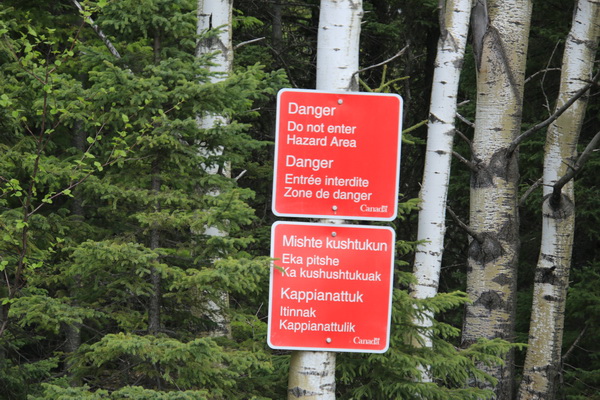 Danger
Do not enter
Hazard Area
Danger
Entrée interdite
Zone de danger
Canada
Mishte kushtukun
Eka pitshe
Ka kushushtukuak
Kappianattuk
Itinnak
Kappianattulik
Canada